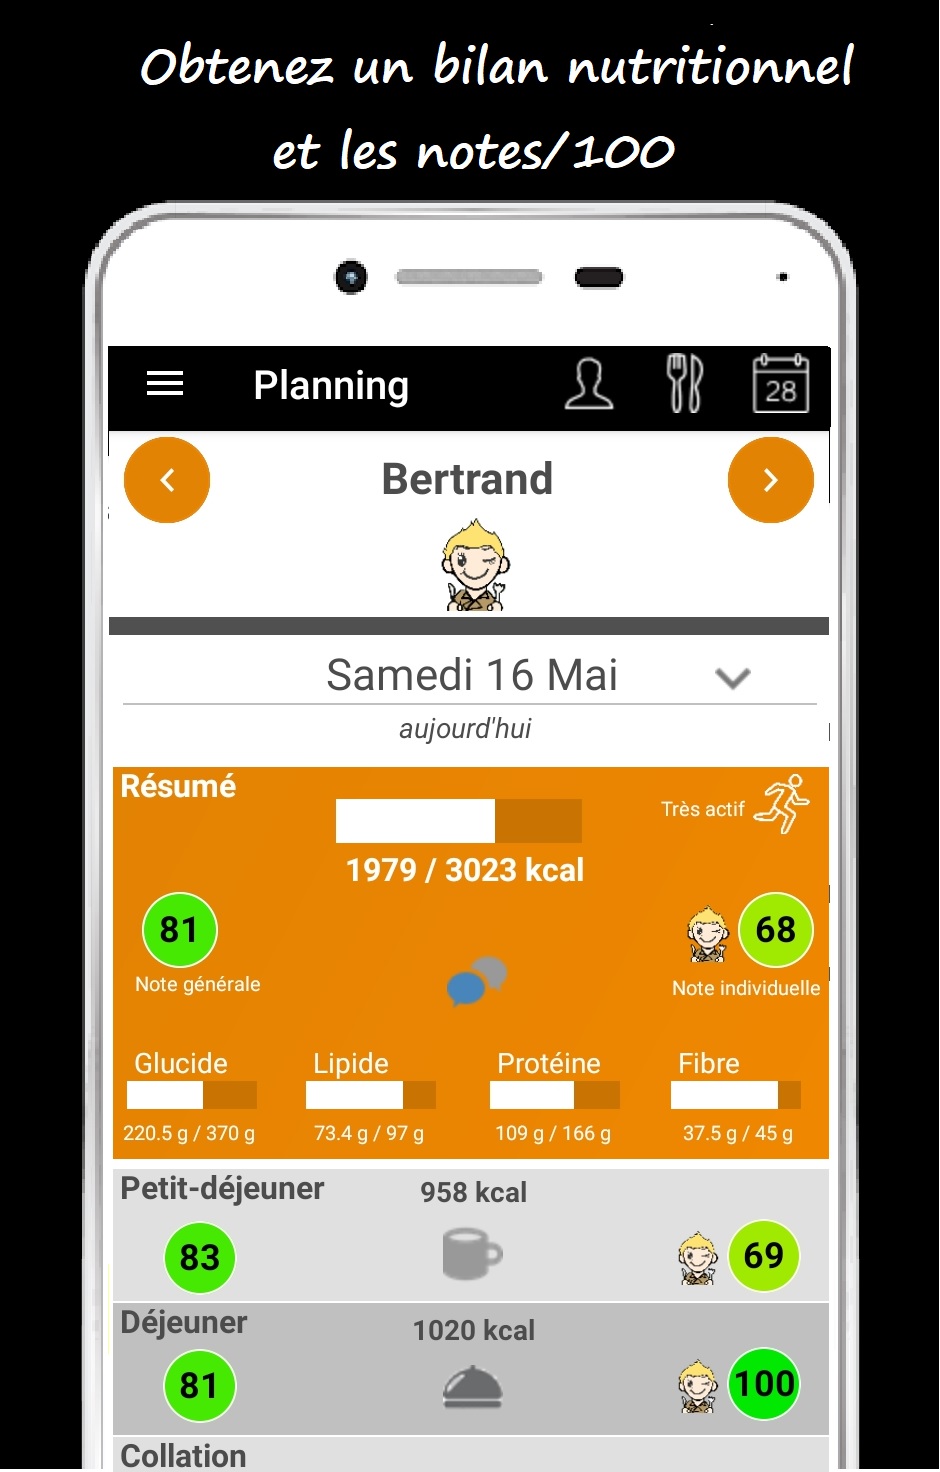 Obtenez un bilan nutritionnel
et les notes/100
Planning
28
Bertrand
Samedi 16 Mai
aujourd'hui
Résumé
Très actif
1979 / 3023 kcal
81
68
Note générale
Note individuelle
Glucide Lipide Protéine Fibre
220.5 g / 370 g 73.4 g / 97 g 109 g / 166 g 37.5 g / 45 g
Petit-déjeuner
958 kcal
83
69
Déjeuner
1020 kcal
81
100
Collation